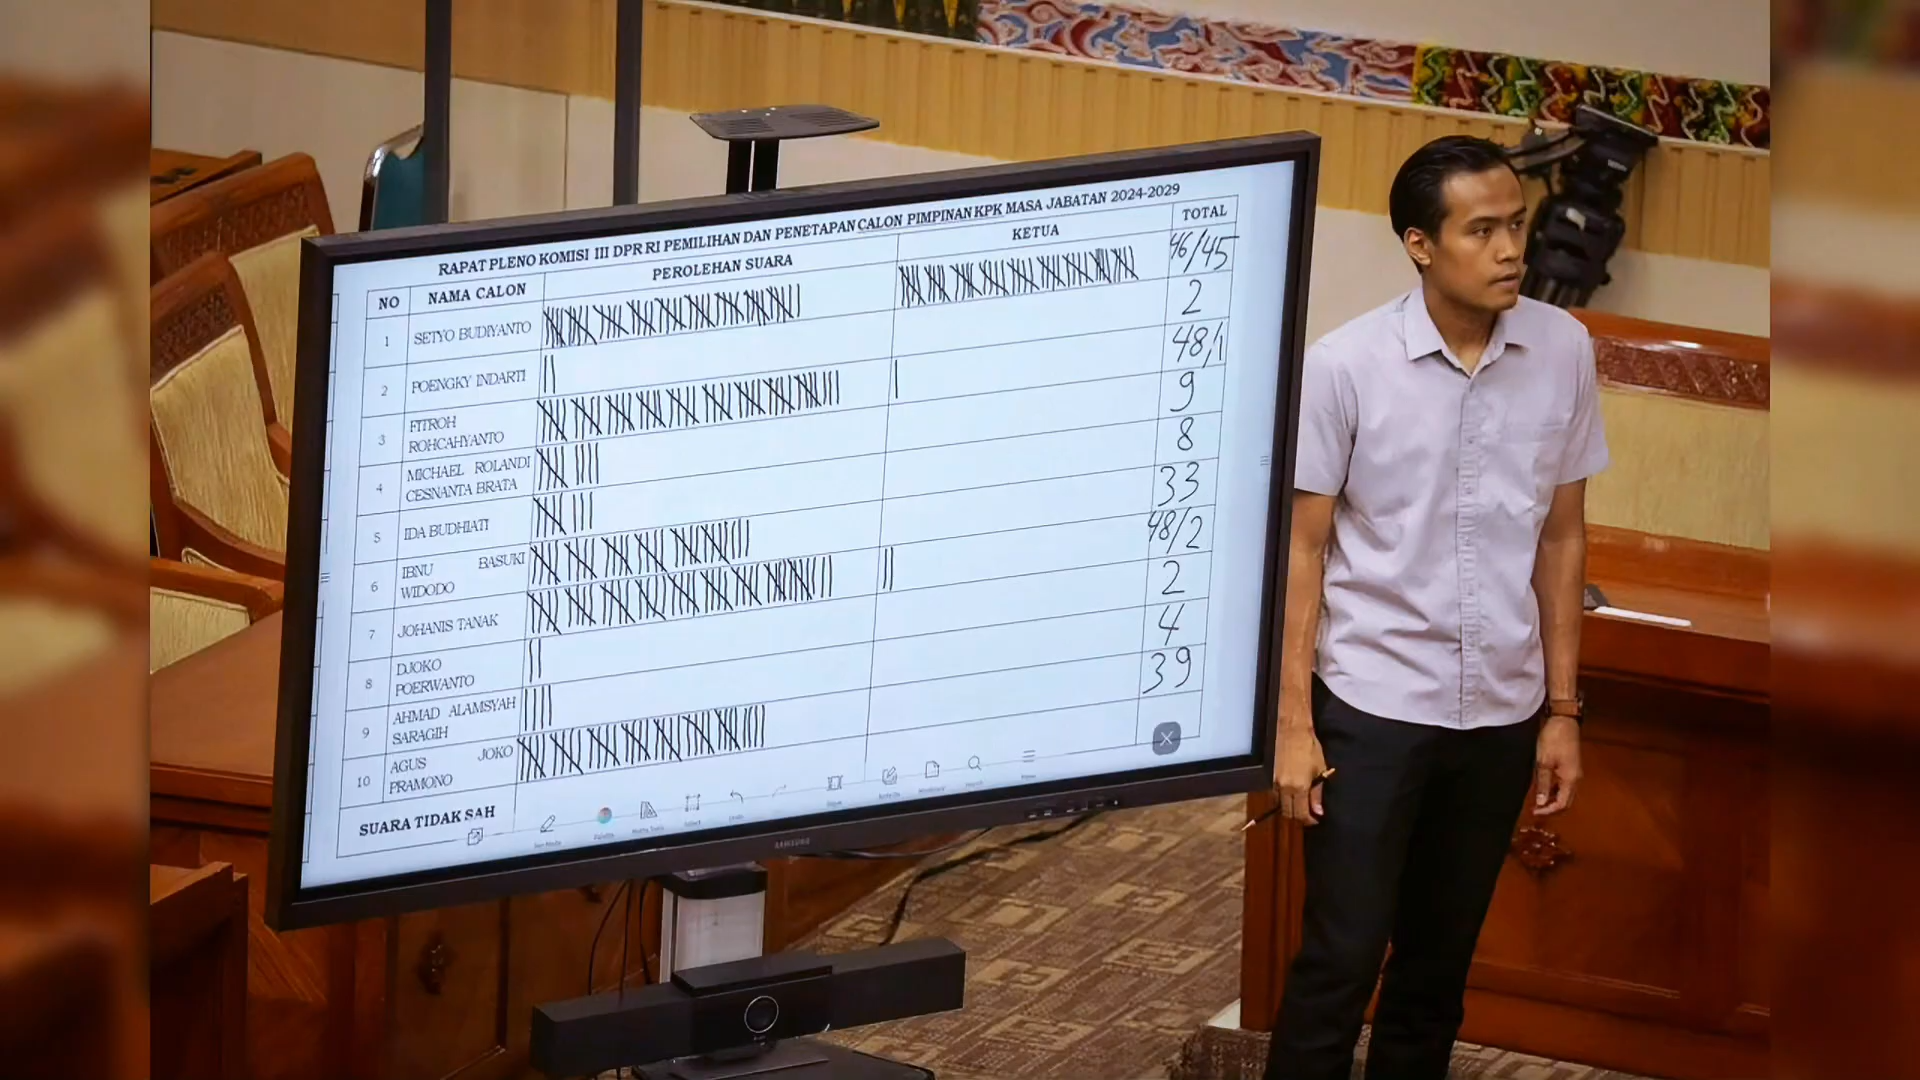 RAPAT PLENO KOMISI III DPR RI PEMILIHAN DAN PENETAPAN CALON PIMPINAN KPK MASA JABATAN 2024-2029
NO NAMA CALON PEROLEHAN SUARA KETUA TOTAL
1 SETYO BUDIYANTO 46/45
2 POENGKY INDARTI 2
3 FITROH ROHCAHYANTO 48/1
4 MICHAEL ROLANDI CESNANTA BRATA 9
5 IDA BUDHIATI 8
6 IBNU BASUKI WIDODO 33
7 JOHANIS TANAK 48/2
8 DJOKO POERWANTO 2
9 AHMAD ALAMSYAH SARAGIH 4
10 AGUS JOKO PRAMONO 39
SUARA TIDAK SAH
SAMSUNG